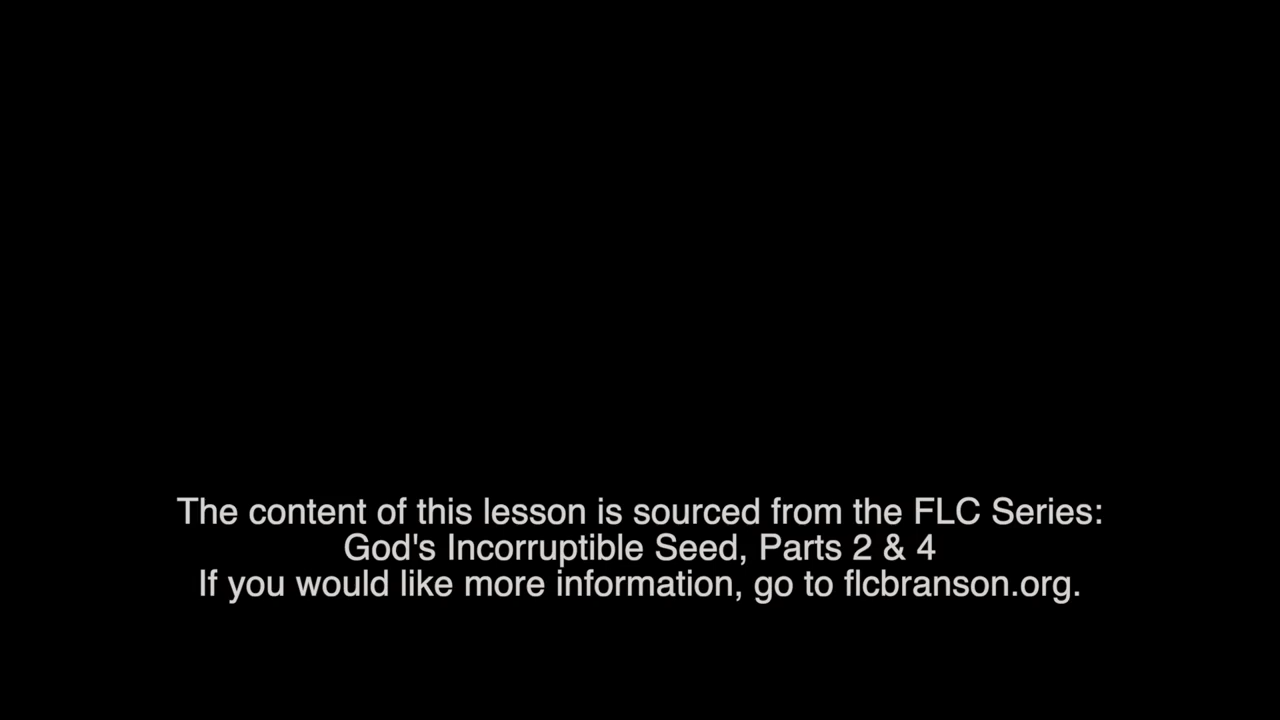 The content of this lesson is sourced from the FLC Series:
God's Incorruptible Seed, Parts 2 & 4
If you would like more information, go to flcbranson.org.